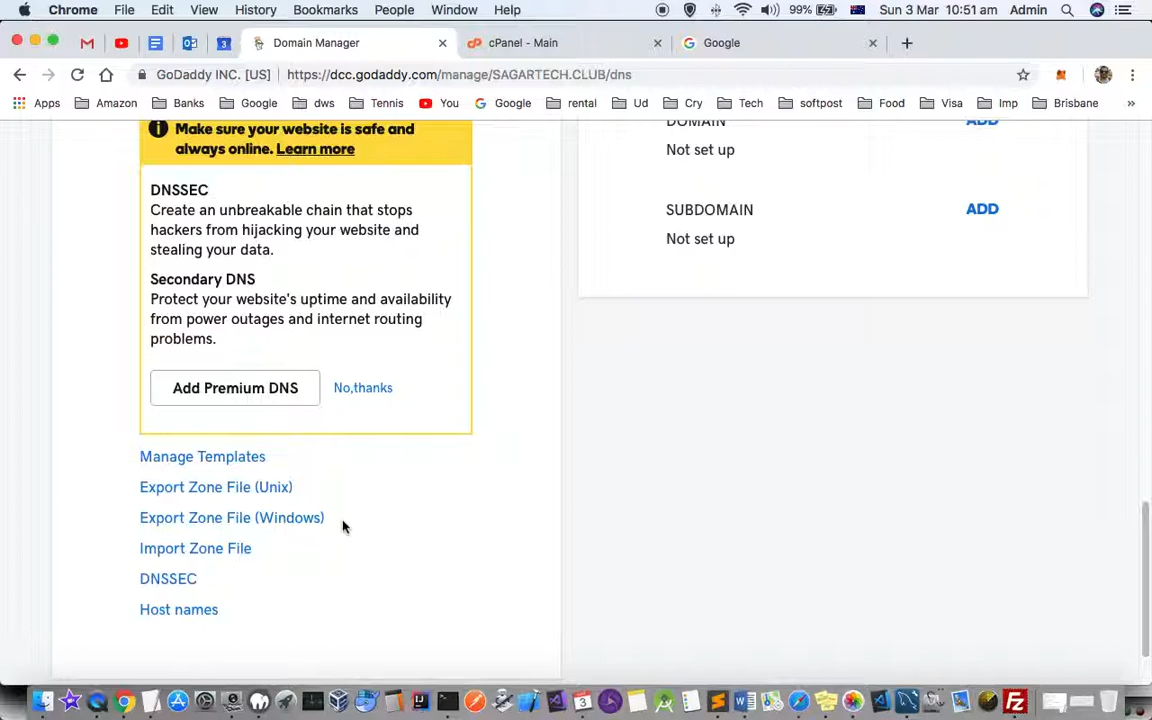 Chrome File Edit View History Bookmarks People Window Help 99% Sun 3 Mar 10:51 am Admin
Domain Manager cPanel - Main Google
GoDaddy INC. [US] https://dcc.godaddy.com/manage/SAGARTECH.CLUB/dns
Apps Amazon Banks Google dws Tennis You Google rental Ud Cry Tech softpost Food Visa Imp Brisbane »
Make sure your website is safe and
always online. Learn more
DNSSEC
Create an unbreakable chain that stops
hackers from hijacking your website and
stealing your data.
Secondary DNS
Protect your website's uptime and availability
from power outages and internet routing
problems.
Add Premium DNS No,thanks
Manage Templates
Export Zone File (Unix)
Export Zone File (Windows)
Import Zone File
DNSSEC
Host names
DOMAIN ADD
Not set up
SUBDOMAIN ADD
Not set up